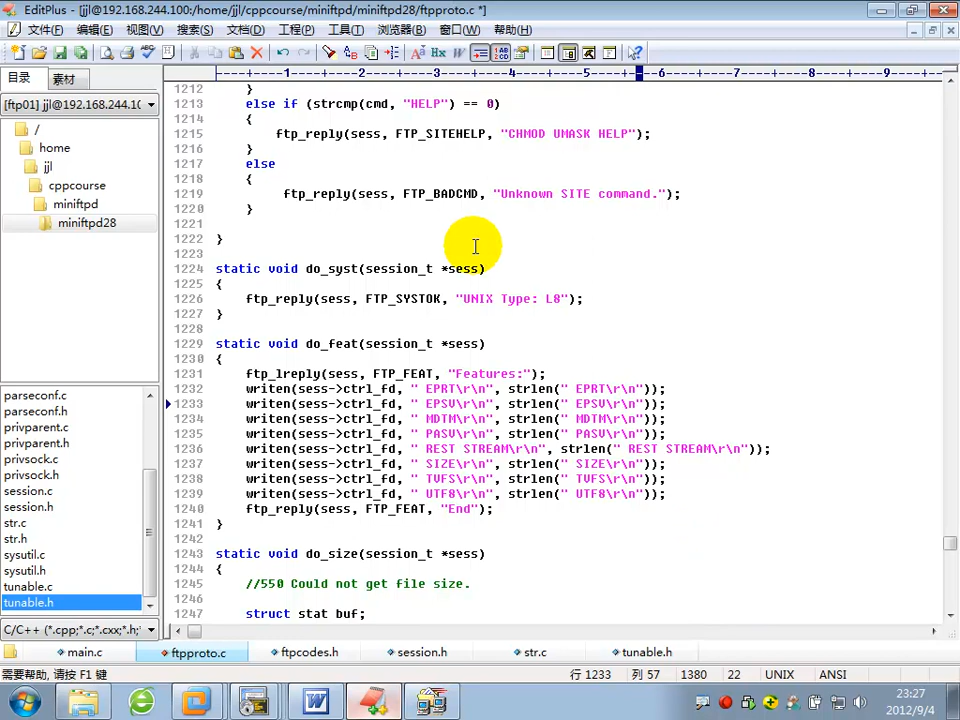 EditPlus - [jjl@192.168.244.100:/home/jjl/cppcourse/miniftpd/miniftpd28/ftpproto.c *]
文件(F) 编辑(E) 视图(V) 搜索(S) 文档(D) 工程(P) 工具(T) 浏览器(B) 窗口(W) 帮助(H)
目录 素材
----+----1----+----2----+----3----+----4----+----5----+----6----+----7----+----8----+----9----
[ftp01] jjl@192.168.244.10
/
home
jjl
cppcourse
miniftpd
miniftpd28
parseconf.c
parseconf.h
privparent.c
privparent.h
privsock.c
privsock.h
session.c
session.h
str.c
str.h
sysutil.c
sysutil.h
tunable.c
tunable.h
C/C++ (*.cpp;*.c;*.cxx;*.h;
1212     }
1213     else if (strcmp(cmd, "HELP") == 0)
1214     {
1215         ftp_reply(sess, FTP_SITEHELP, "CHMOD UMASK HELP");
1216     }
1217     else
1218     {
1219          ftp_reply(sess, FTP_BADCMD, "Unknown SITE command.");
1220     }
1221
1222 }
1223
1224 static void do_syst(session_t *sess)
1225 {
1226     ftp_reply(sess, FTP_SYSTOK, "UNIX Type: L8");
1227 }
1228
1229 static void do_feat(session_t *sess)
1230 {
1231     ftp_lreply(sess, FTP_FEAT, "Features:");
1232     writen(sess->ctrl_fd, " EPRT\r\n", strlen(" EPRT\r\n"));
1233     writen(sess->ctrl_fd, " EPSV\r\n", strlen(" EPSV\r\n"));
1234     writen(sess->ctrl_fd, " MDTM\r\n", strlen(" MDTM\r\n"));
1235     writen(sess->ctrl_fd, " PASV\r\n", strlen(" PASV\r\n"));
1236     writen(sess->ctrl_fd, " REST STREAM\r\n", strlen(" REST STREAM\r\n"));
1237     writen(sess->ctrl_fd, " SIZE\r\n", strlen(" SIZE\r\n"));
1238     writen(sess->ctrl_fd, " TVFS\r\n", strlen(" TVFS\r\n"));
1239     writen(sess->ctrl_fd, " UTF8\r\n", strlen(" UTF8\r\n"));
1240     ftp_reply(sess, FTP_FEAT, "End");
1241 }
1242
1243 static void do_size(session_t *sess)
1244 {
1245     //550 Could not get file size.
1246
1247     struct stat buf;
main.c ftpproto.c ftpcodes.h session.h str.c tunable.h
需要帮助, 请按 F1 键 行 1233 列 57 1380 22 UNIX ANSI
23:27
2012/9/4